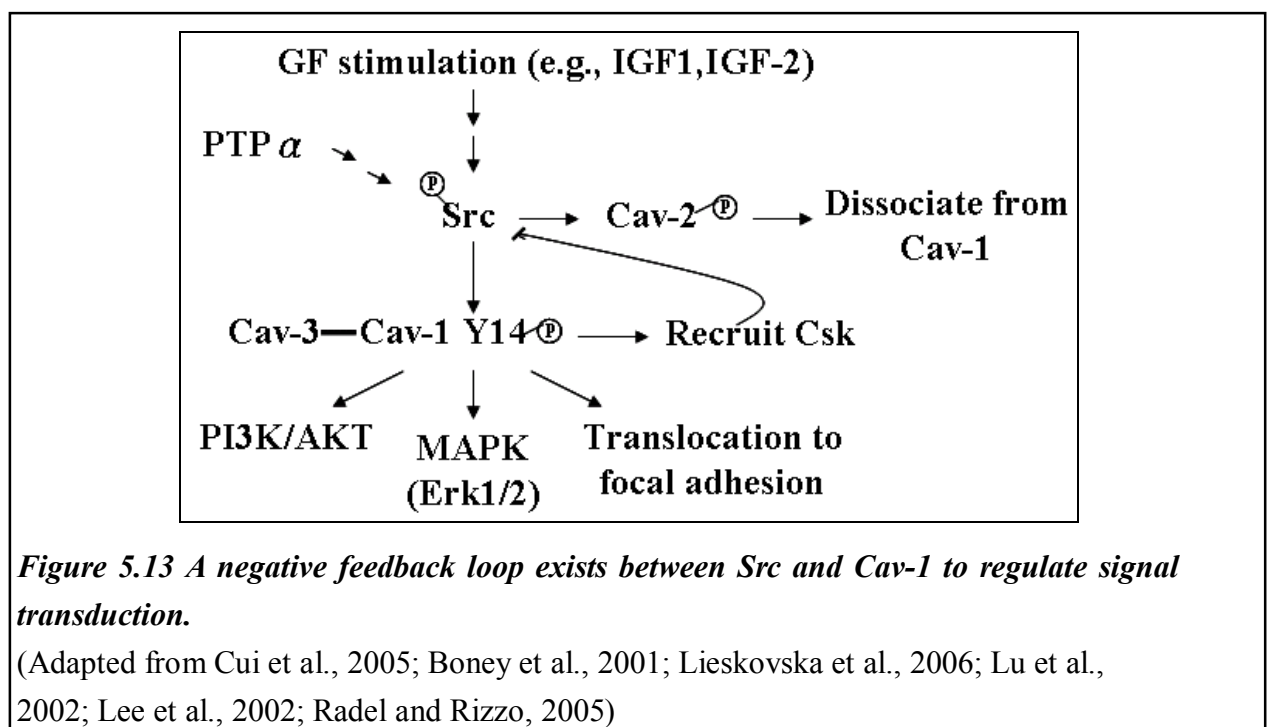 GF stimulation (e.g., IGF1,IGF-2)
PTP α
P
Src
Cav-2
P
Dissociate from
Cav-1
Cav-3
Cav-1 Y14
P
Recruit Csk
PI3K/AKT
MAPK
(Erk1/2)
Translocation to
focal adhesion
Figure 5.13 A negative feedback loop exists between Src and Cav-1 to regulate signal
transduction.
(Adapted from Cui et al., 2005; Boney et al., 2001; Lieskovska et al., 2006; Lu et al.,
2002; Lee et al., 2002; Radel and Rizzo, 2005)